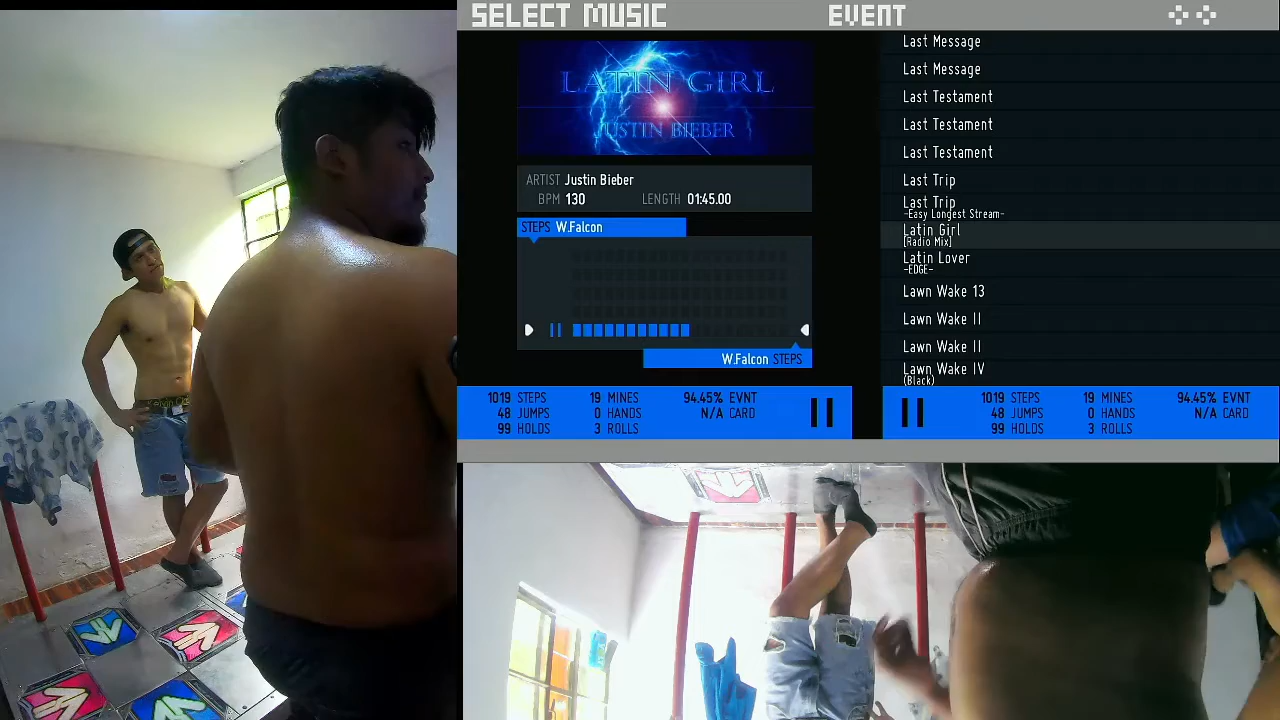 SELECT MUSIC
EVENT
LATIN GIRL
JUSTIN BIEBER
ARTIST Justin Bieber
BPM 130 LENGTH 01:45.00
STEPS W.Falcon
W.Falcon STEPS
Last Message
Last Message
Last Testament
Last Testament
Last Testament
Last Trip
Last Trip
-Easy Longest Stream-
Latin Girl
[Radio Mix]
Latin Lover
-EDGE-
Lawn Wake 13
Lawn Wake II
Lawn Wake II
Lawn Wake IV
(Black)
1019 STEPS 19 MINES 94.45% EVNT
48 JUMPS 0 HANDS N/A CARD
99 HOLDS 3 ROLLS
1019 STEPS 19 MINES 94.45% EVNT
48 JUMPS 0 HANDS N/A CARD
99 HOLDS 3 ROLLS